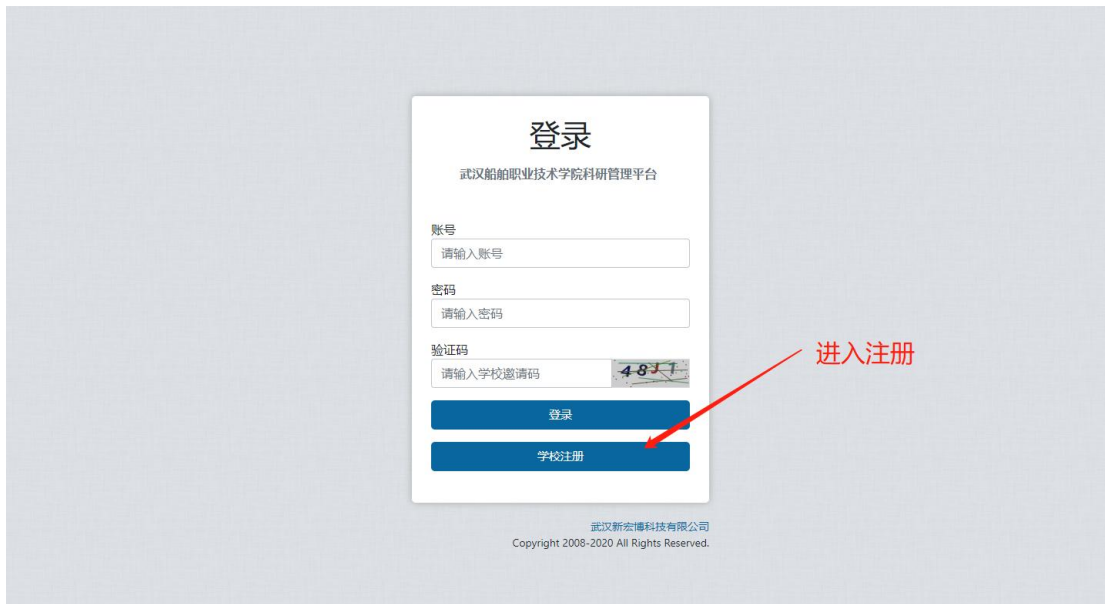 登录
武汉船舶职业技术学院科研管理平台
账号
请输入账号
密码
请输入密码
验证码
请输入学校邀请码
登录
进入注册
学校注册
武汉新宏博科技有限公司
Copyright 2008-2020 All Rights Reserved.